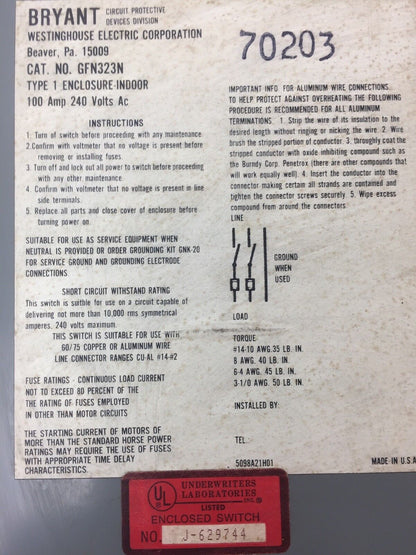 BRYANT CIRCUIT PROTECTIVE
DEVICES DIVISION
WESTINGHOUSE ELECTRIC CORPORATION
Beaver, Pa. 15009
CAT. NO. GFN323N
TYPE 1 ENCLOSURE-INDOOR
100 Amp 240 Volts Ac
70203
INSTRUCTIONS
1. Turn of switch before proceeding with any maintenance.
2.Confirm with voltmeter that no voltage is present before
removing or installing fuses.
3. Turn off and lock out all power to switch before proceeding
with any other maintenance.
4. Confirm with voltmeter that no voltage is present in line
side terminals.
5. Replace all parts and close cover of enclosure before
turning power on.
SUITABLE FOR USE AS SERVICE EQUIPMENT WHEN
NEUTRAL IS PROVIDED OR ORDER GROUNDING KIT GNK-20
FOR SERVICE GROUND and GROUNDING ELECTRODE
CONNECTIONS.
SHORT CIRCUIT WITHSTAND RATING
This switch is suitble for use on a circuit capable of
delivering not more than 10,000 rms symmetrical
amperes, 240 volts maximum.
THIS SWITCH IS SUITABLE FOR USE WITH
60/75 COPPER OR ALUMINUM WIRE
LINE CONNECTOR RANGES CU-AL #14-#2
FUSE RATINGS - CONTINUOUS LOAD CURRENT
NOT TO EXCEED 80 PERCENT OF THE
THE RATING OF FUSES EMPLOYED
IN OTHER THAN MOTOR CIRCUITS
THE STARTING CURRENT OF MOTORS OF
MORE THAN THE STANDARD HORSE POWER
RATINGS MAY REQUIRE THE USE OF FUSES
WITH APPROPRIATE TIME DELAY
CHARACTERISTICS.
IMPORTANT INFO FOR ALUMINUM WIRE CONNECTIONS.
TO HELP PROTECT AGAINST OVERHEATING THE FOLLOWING
PROCEDURE IS RECOMMENDED FOR ALL ALUMINUM
TERMINATIONS. 1. Strip the wire of its insulation to the
desired length without ringing or nicking the wire. 2. Wire
brush the stripped portion of conductor. 3. throughly coat the
stripped conductor with oxide inhibiting compound such as
the Burndy Corp. Penetrox (there are other compounds that
will work equally well). 4. Insert the conductor into the
connector making certain all strands are contained and
tighten the connector screws securely. 5. Wipe excess
compound from around the connectors.
LINE
GROUND
WHEN
USED
LOAD
TORQUE
#14-10 AWG.35 LB. IN.
8 AWG. 40 LB. IN.
6-4 AWG. 45 LB. IN.
3-1/0 AWG. 50 LB. IN.
INSTALLED BY:
TEL:
5098A21H01
MADE IN U.S.A
UL UNDERWRITERS
LABORATORIES
INC.®
LISTED
ENCLOSED SWITCH
NO. J-629744